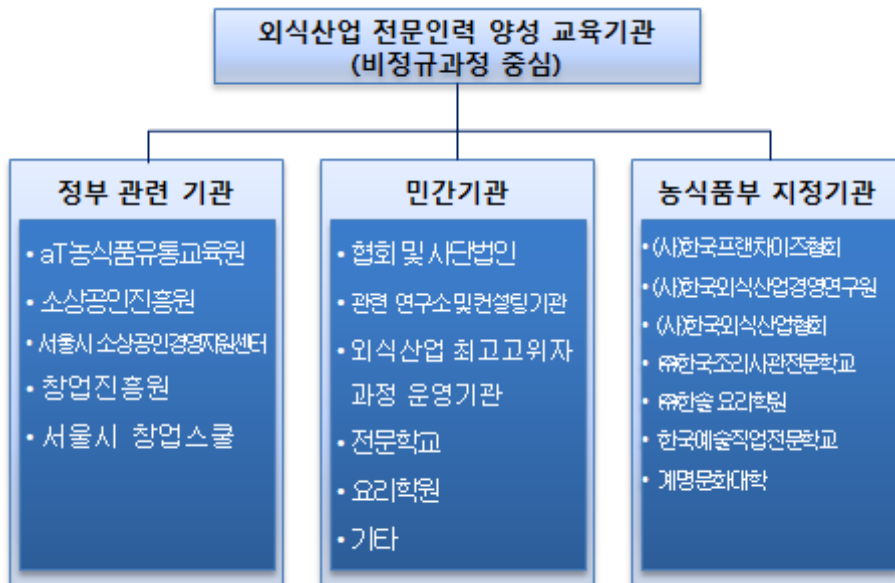 외식산업 전문인력 양성 교육기관
(비정규과정 중심)
정부 관련 기관
• aT농식품유통교육원
• 소상공인진흥원
• 서울시 소상공인경영지원센터
• 창업진흥원
• 서울시 창업스쿨
민간기관
• 협회 및 사단법인
• 관련 연구소및컨설팅기관
• 외식산업 최고고위자
과정 운영기관
• 전문학교
• 요리학원
• 기타
농식품부 지정기관
• (사)한국프랜차이즈협회
• (사)한국외식산업경영연구원
• (사)한국외식산업협회
• ㈜한국조리사관전문학교
• ㈜한솔 요리학원
• 한국예술직업전문학교
• 계명문화대학